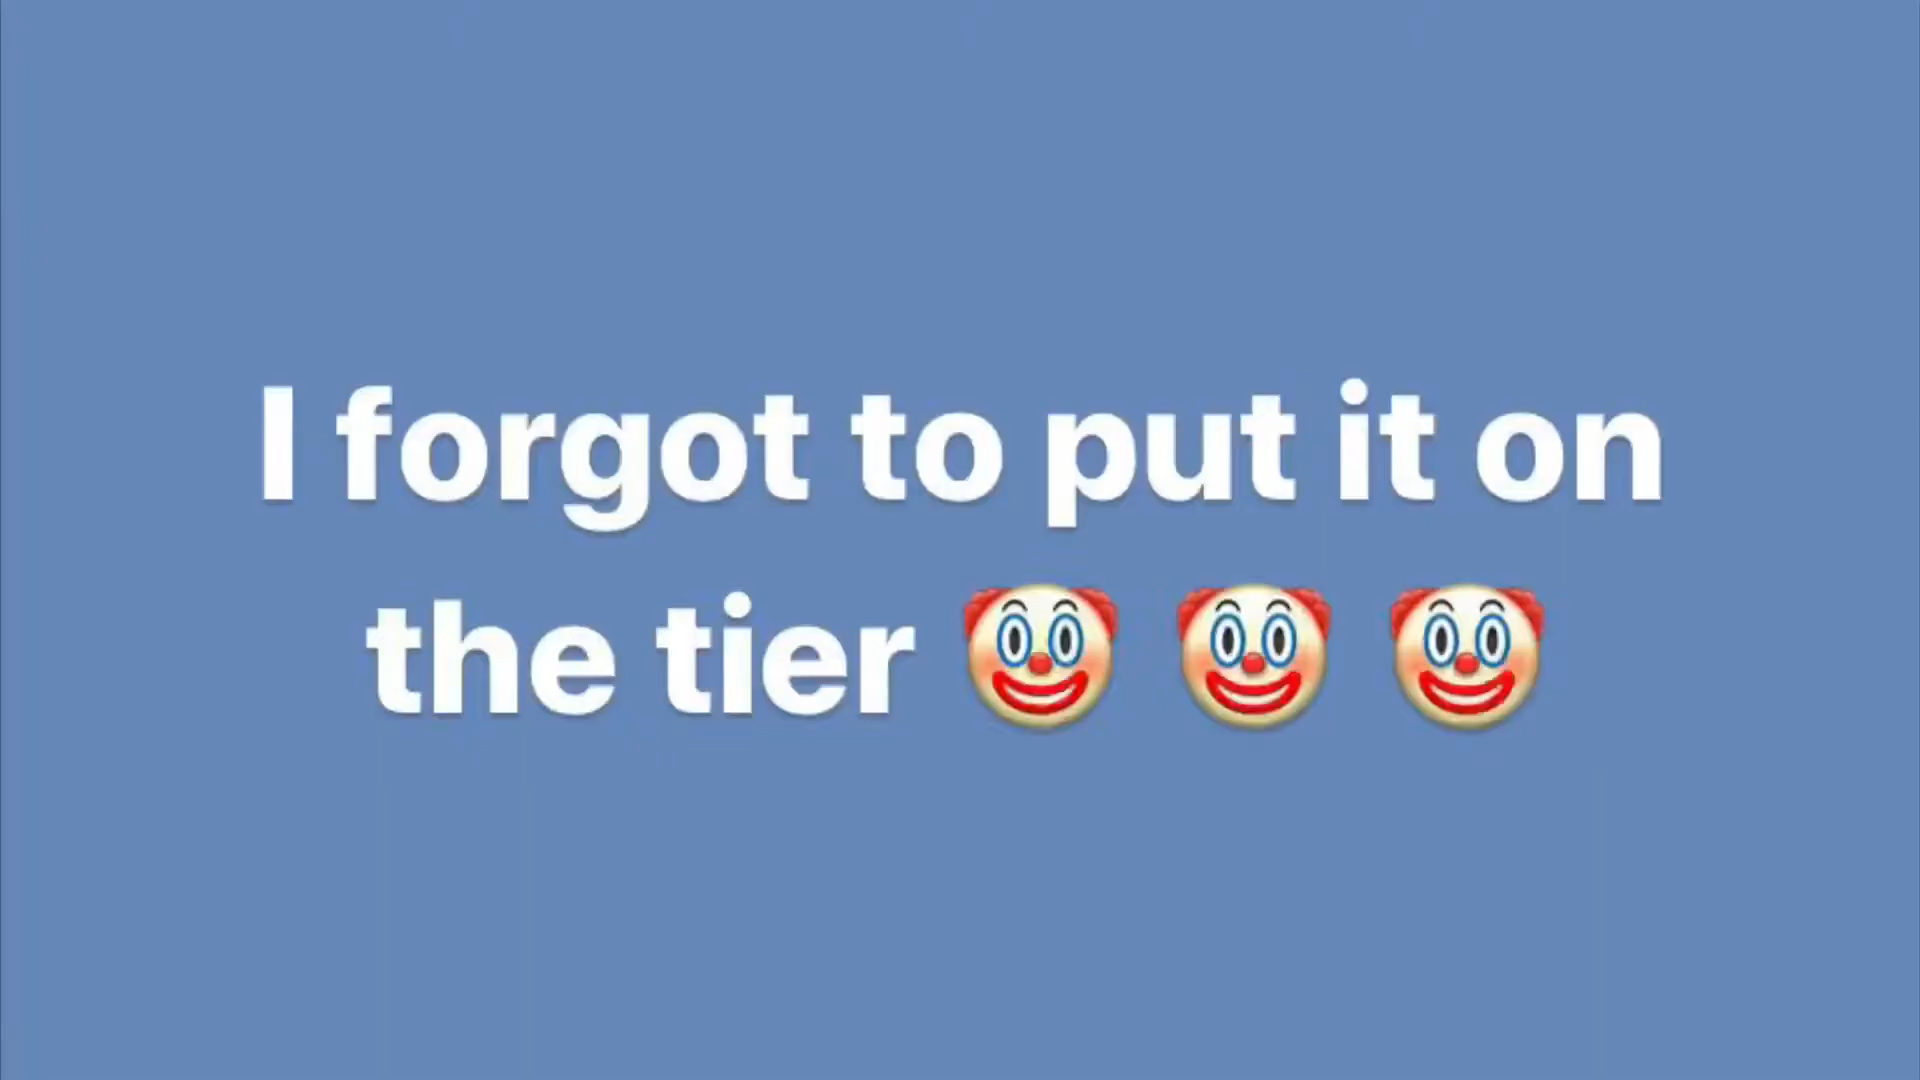 I forgot to put it on
the tier 🤡 🤡 🤡